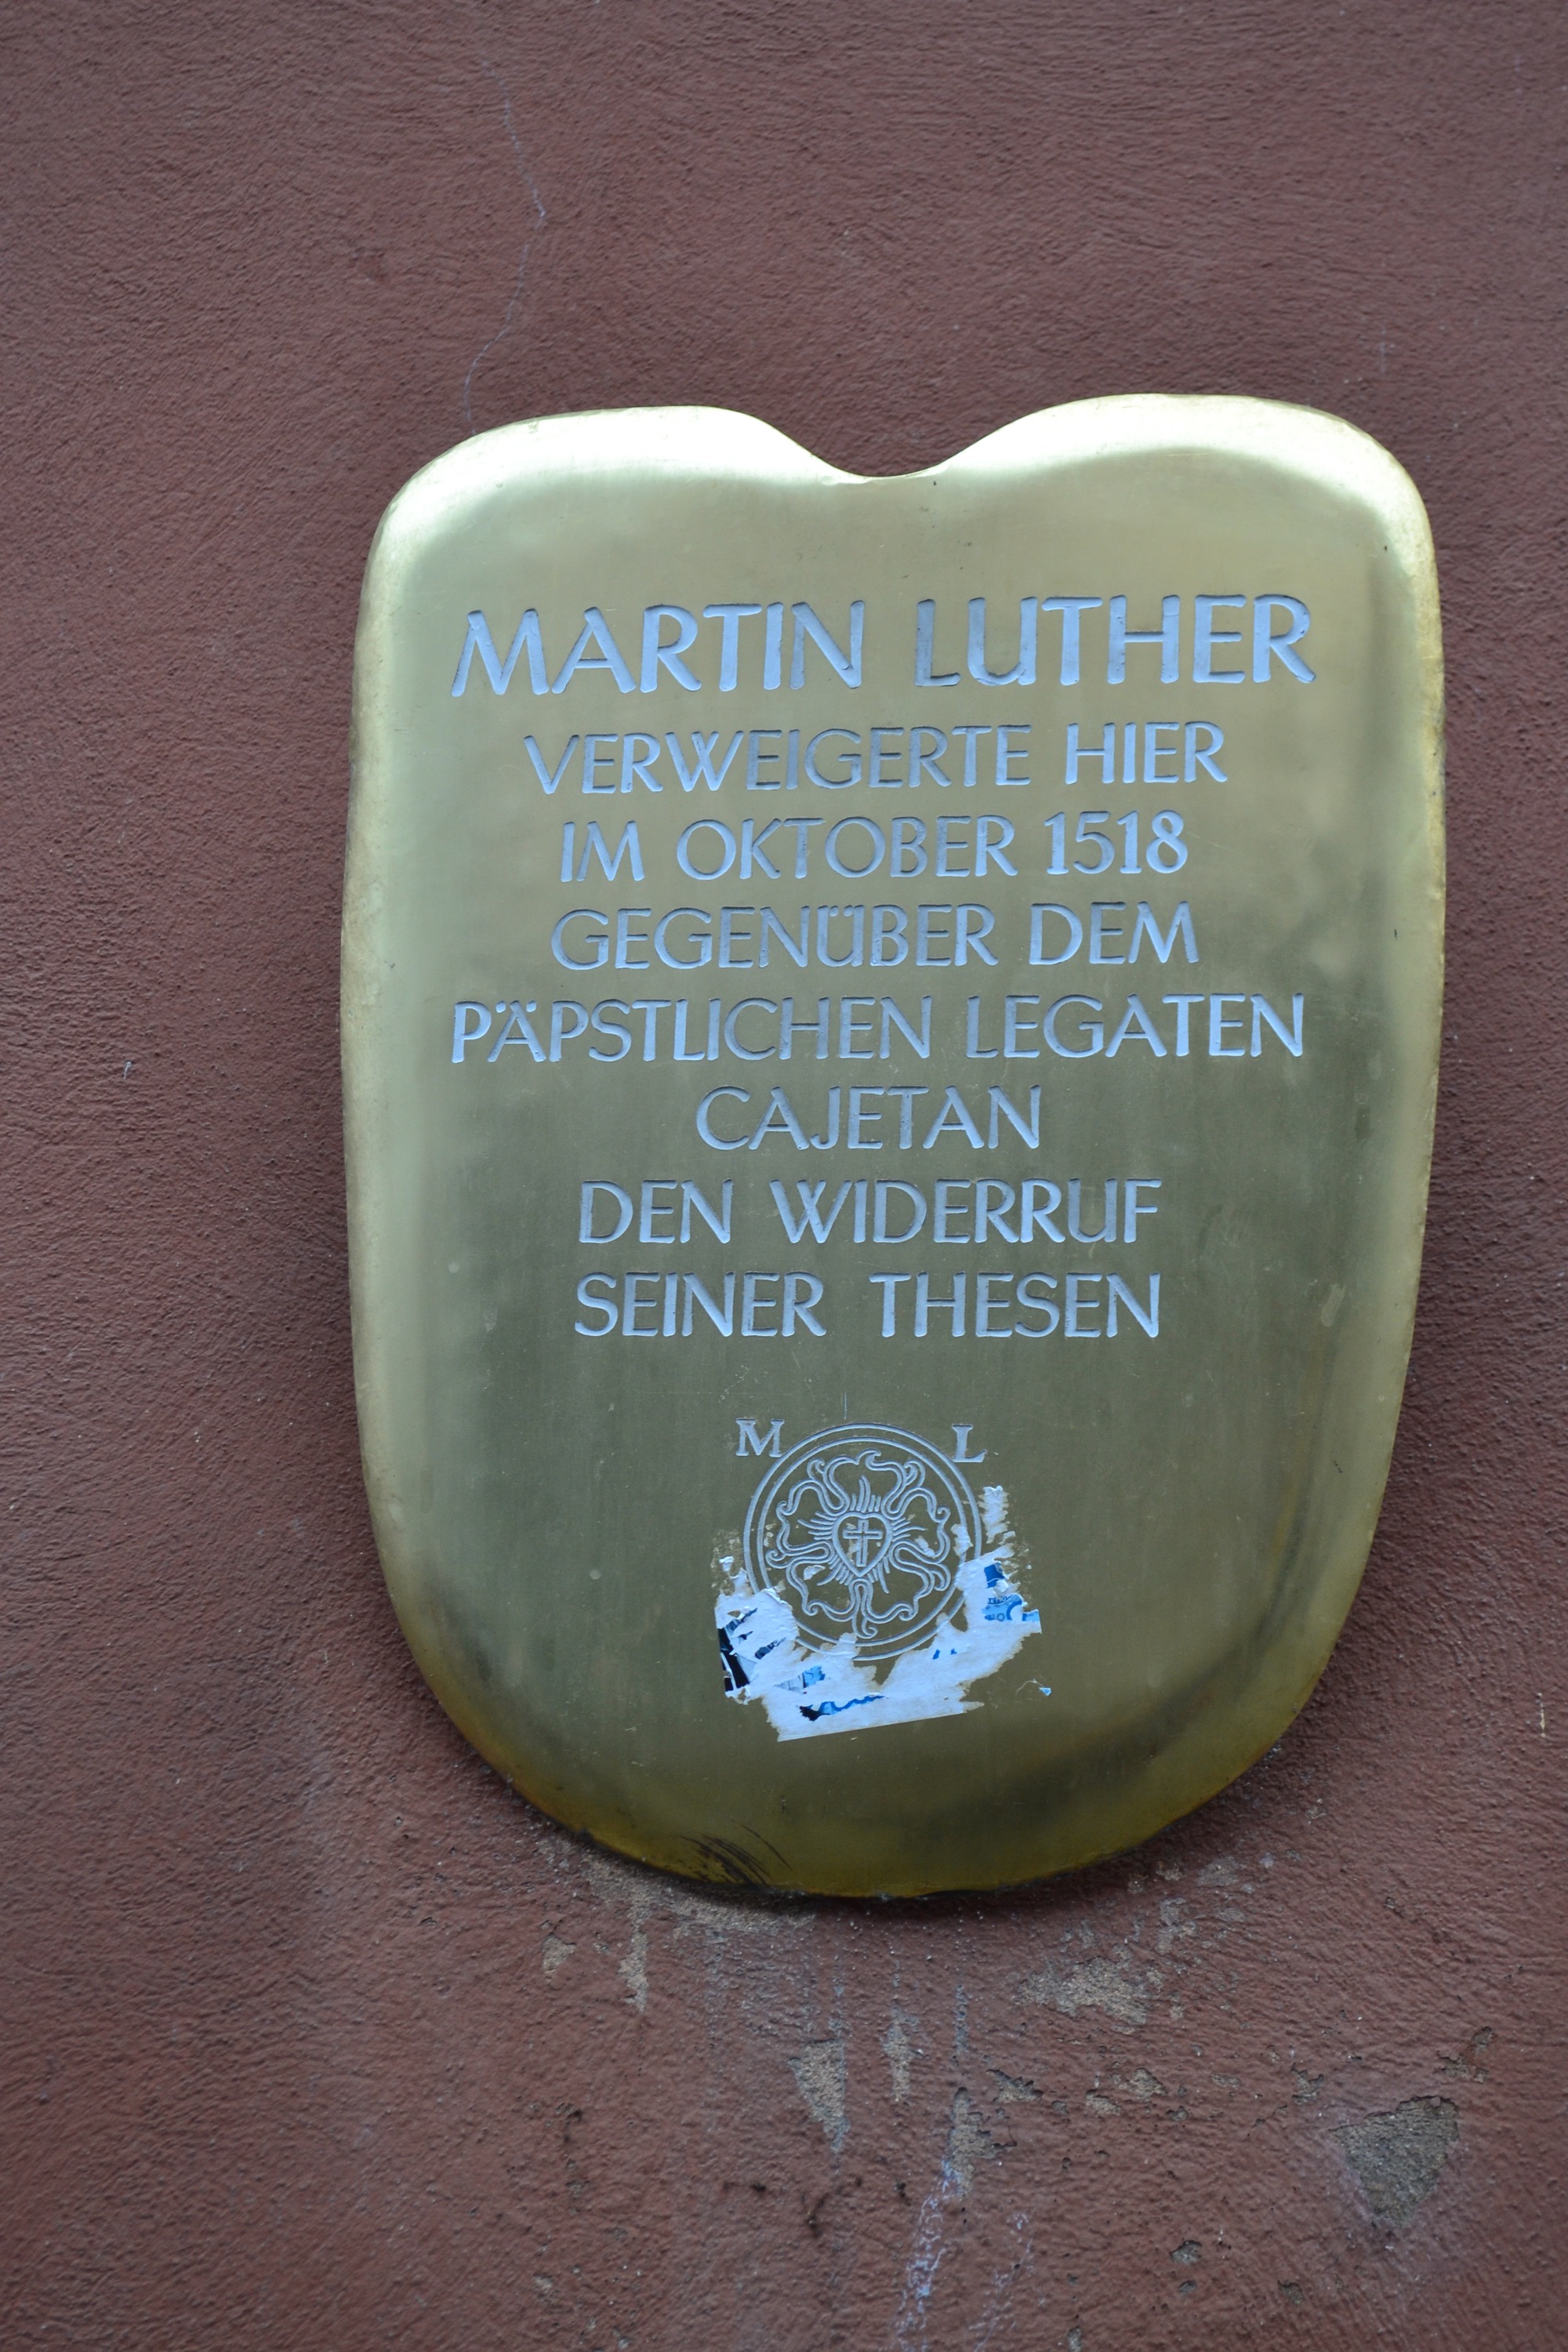 MARTIN LUTHER
VERWEIGERTE HIER
IM OKTOBER 1518
GEGENÜBER DEM
PÄPSTLICHEN LEGATEN
CAJETAN
DEN WIDERRUF
SEINER THESEN
M L